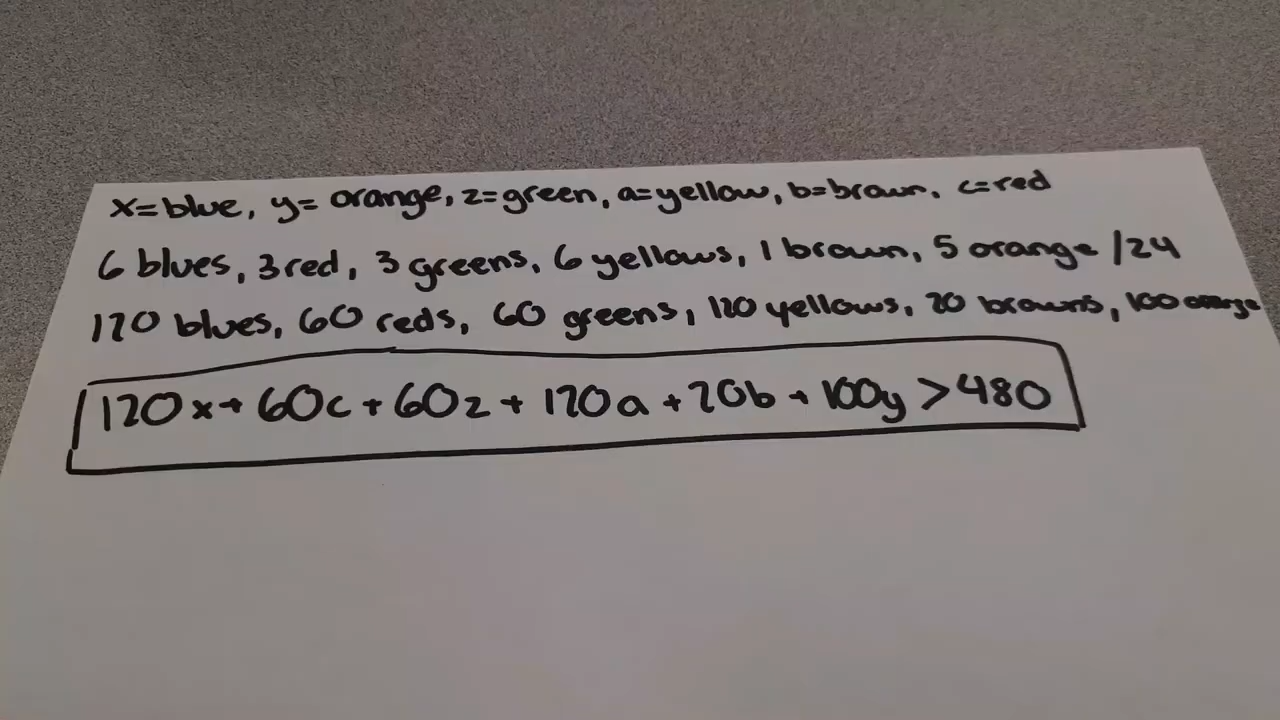 x=blue, y= orange, z=green, a=yellow, b=brown, c=red
6 blues, 3 red, 3 greens, 6 yellows, 1 brown, 5 orange /24
120 blues, 60 reds, 60 greens, 120 yellows, 20 browns, 100 orange
120x+ 60c+60z + 120a +20b +100y >480